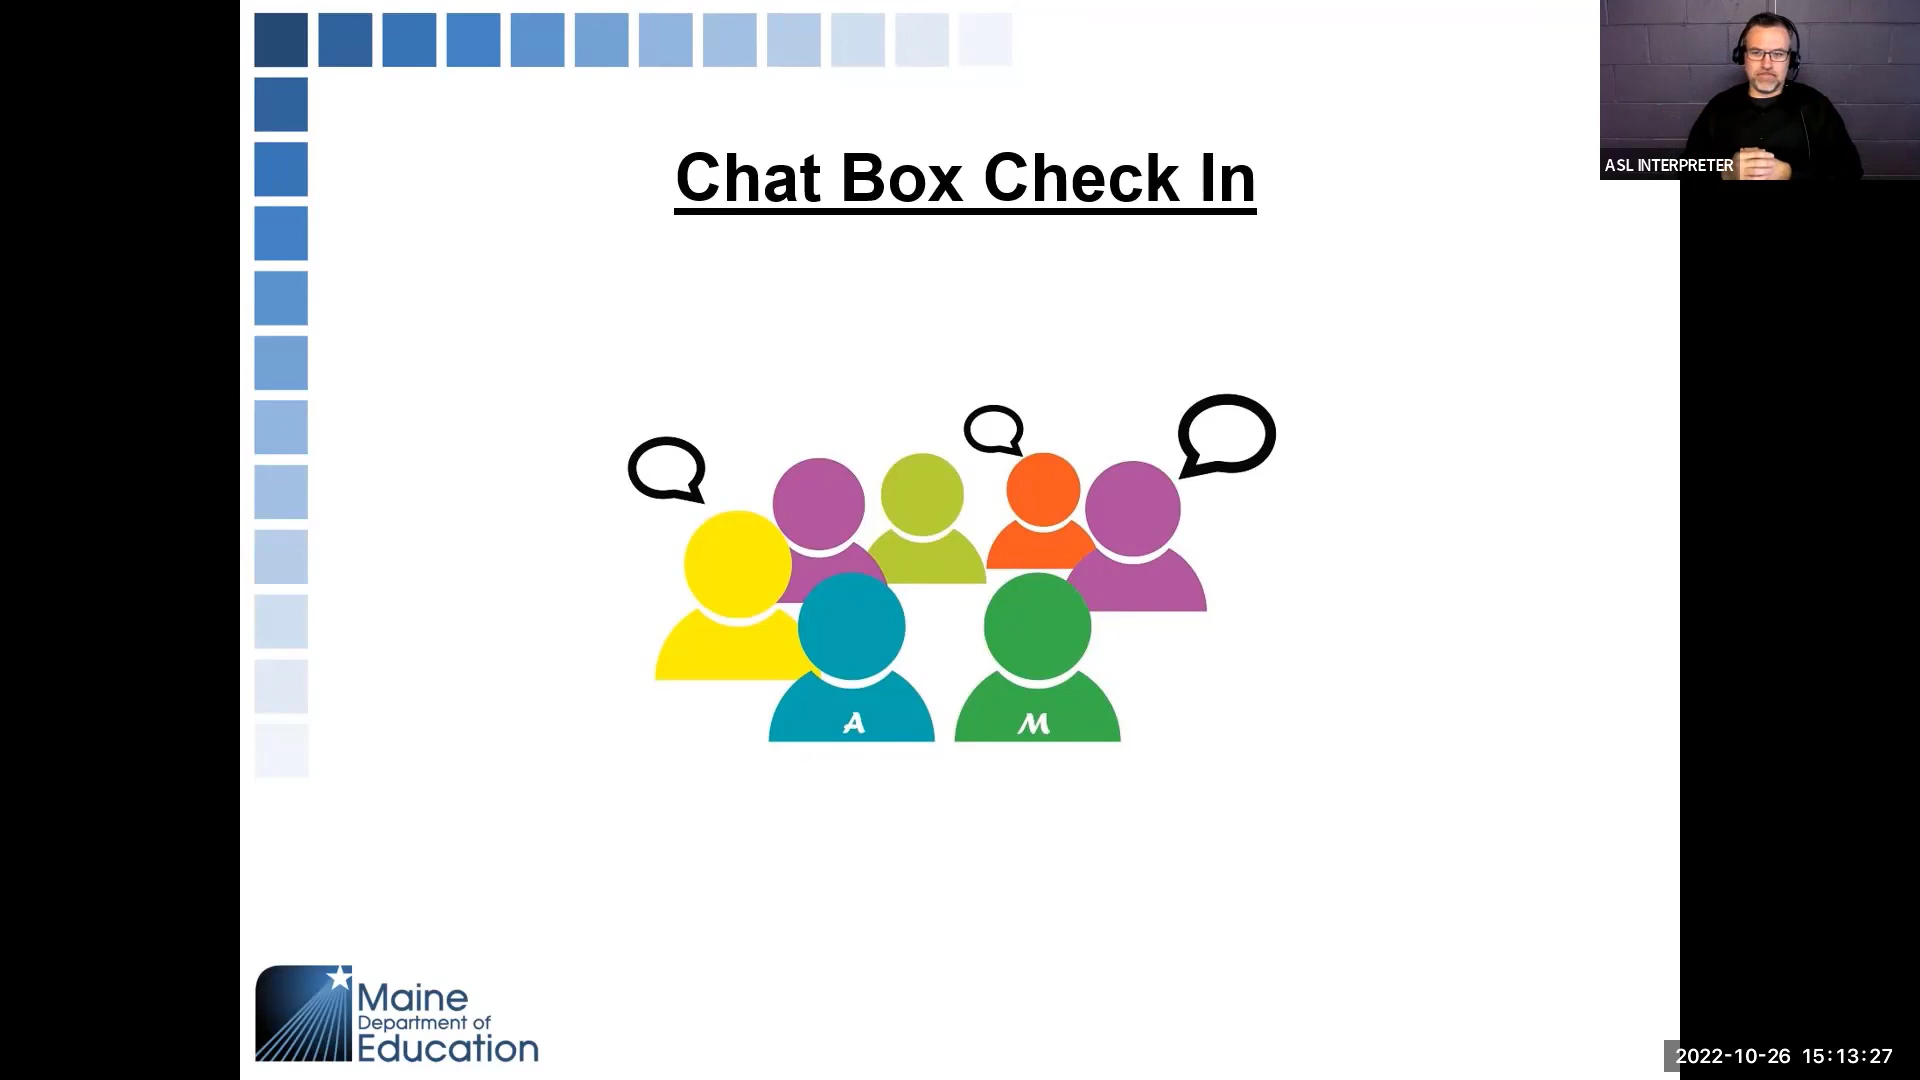 Chat Box Check In
ASL INTERPRETER
A
M
Maine
Department of
Education
2022-10-26 15:13:27